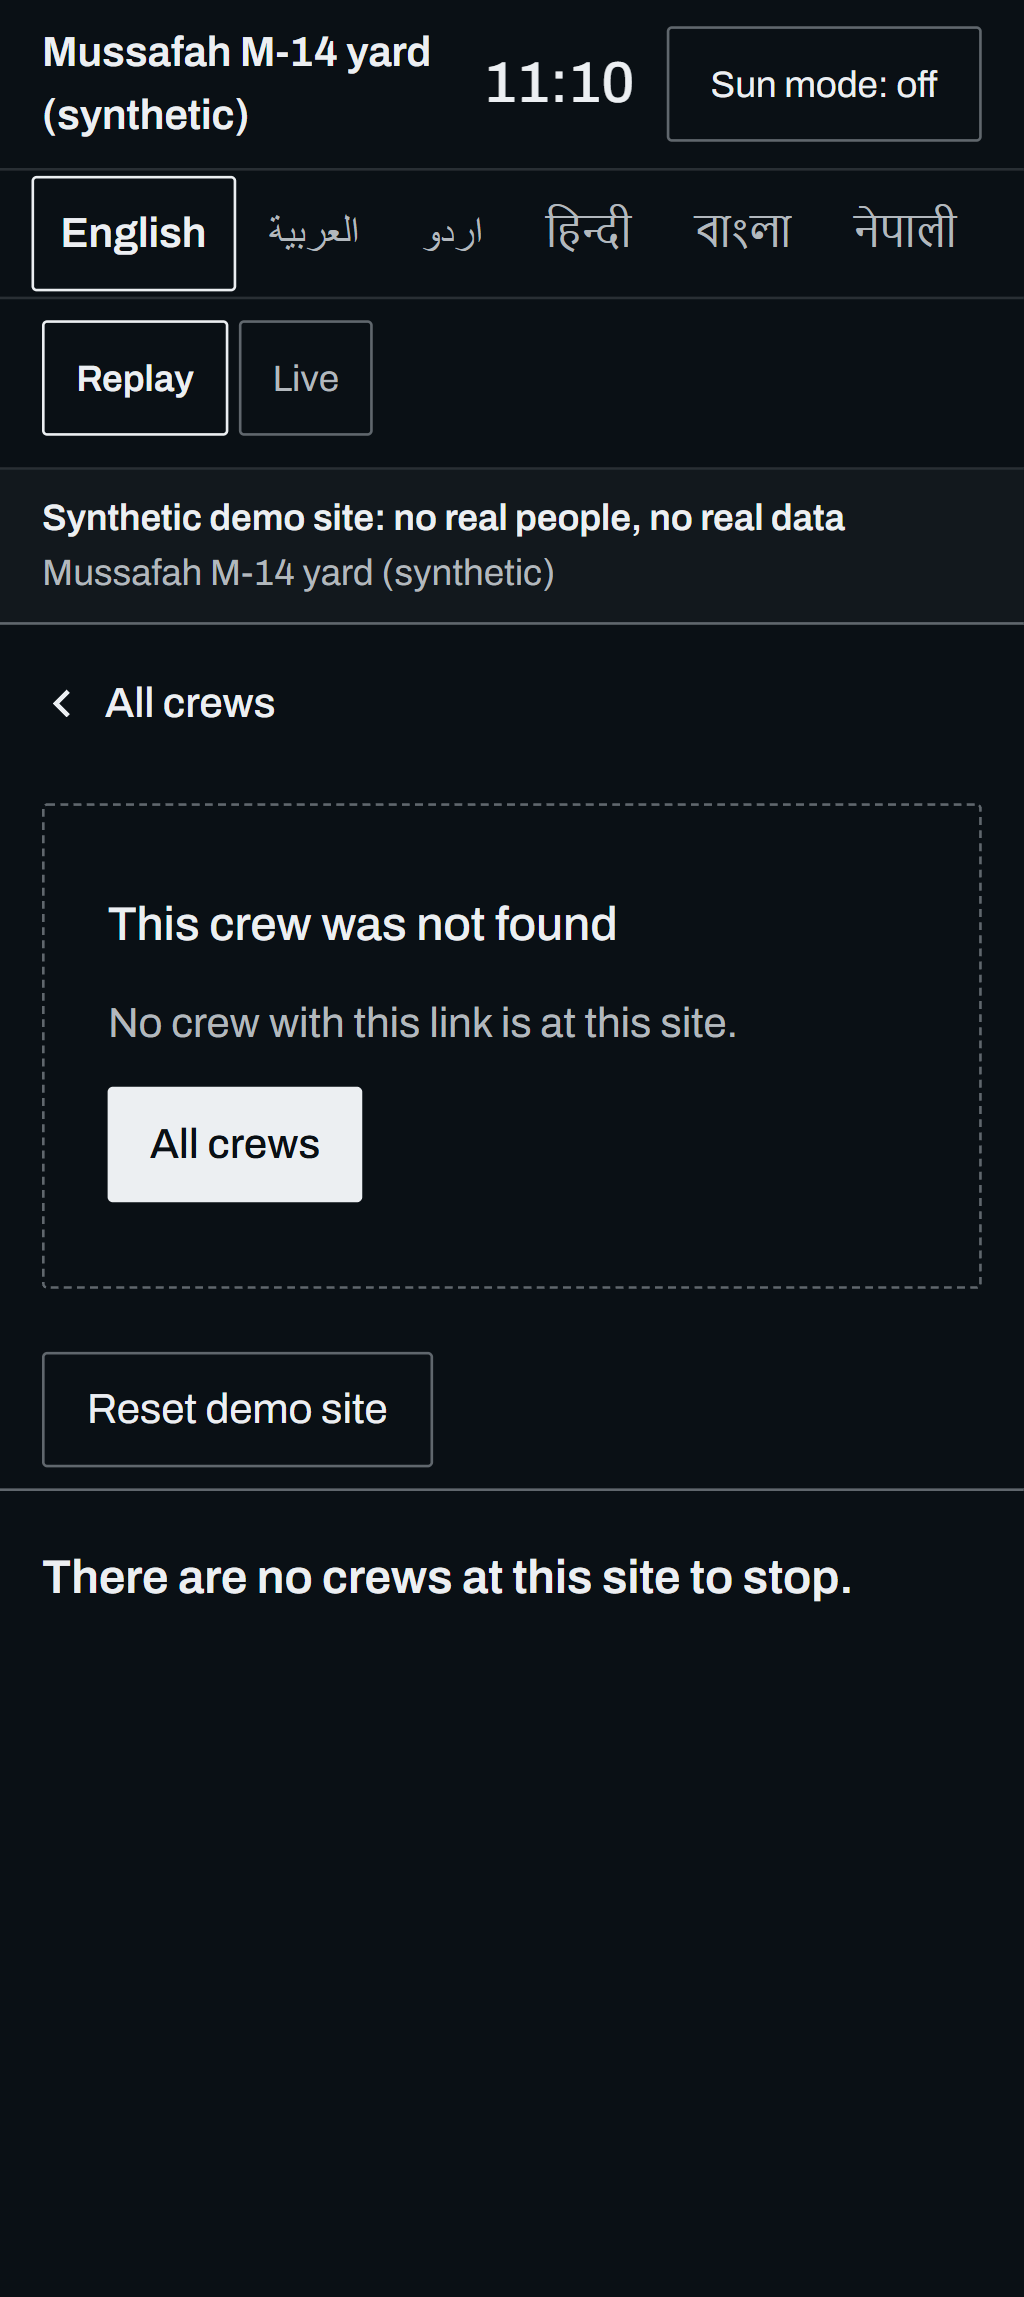 Mussafah M-14 yard
(synthetic)
11:10
Sun mode: off
English
العربية
اردو
हिन्दी
বাংলা
नेपाली
Replay
Live
Synthetic demo site: no real people, no real data
Mussafah M-14 yard (synthetic)
All crews
This crew was not found
No crew with this link is at this site.
All crews
Reset demo site
There are no crews at this site to stop.